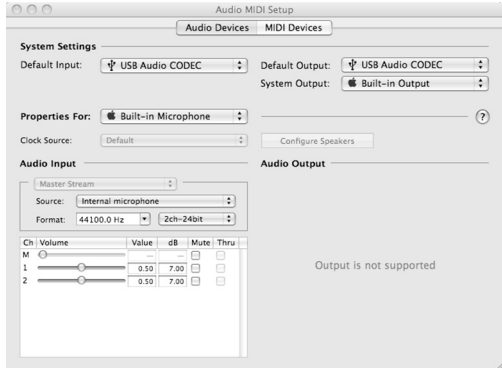 Audio MIDI Setup
Audio Devices MIDI Devices
System Settings
Default Input: USB Audio CODEC
Default Output: USB Audio CODEC
System Output: Built-in Output
Properties For: Built-in Microphone ?
Clock Source: Default
Configure Speakers
Audio Input
Audio Output
Master Stream
Source: Internal microphone
Format: 44100.0 Hz 2ch-24bit
Ch Volume Value dB Mute Thru
M — —
1 0.50 7.00
2 0.50 7.00
Output is not supported